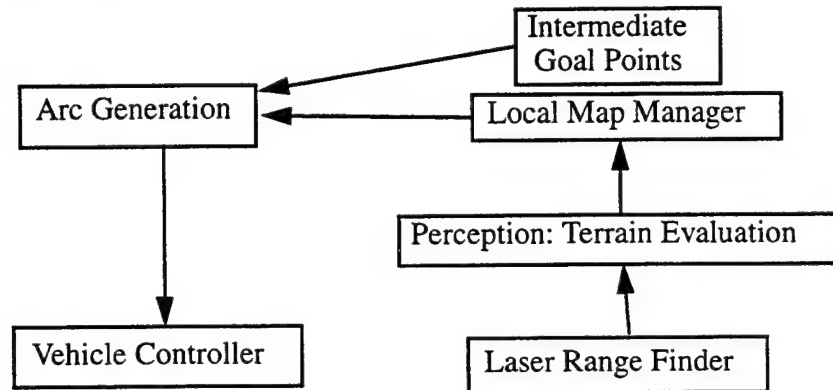 Intermediate
Goal Points
Arc Generation
Local Map Manager
Perception: Terrain Evaluation
Vehicle Controller
Laser Range Finder